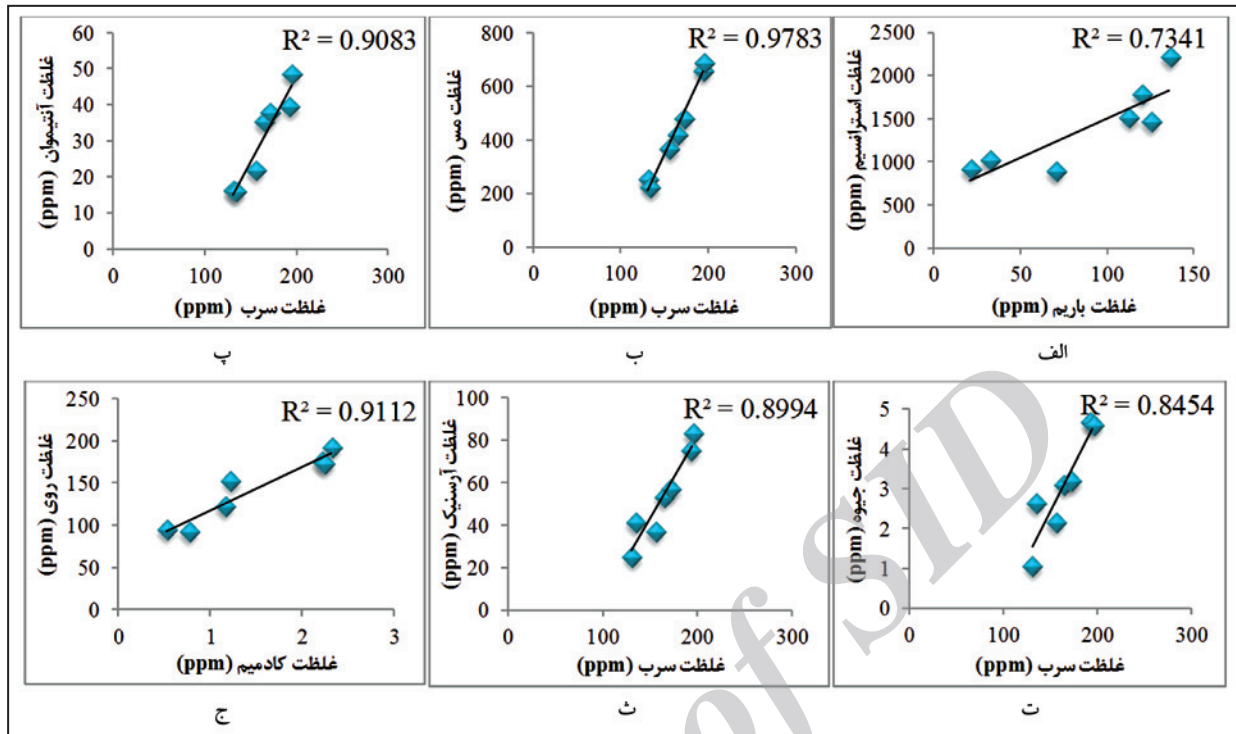 R² = 0.7341
غلظت استرانسیم (ppm)
2500
2000
1500
1000
500
0
0 50 100 150
غلظت باریم (ppm)
الف
R² = 0.9783
غلظت مس (ppm)
800
600
400
200
0
0 100 200 300
غلظت سرب (ppm)
ب
R² = 0.9083
غلظت آنتیموان (ppm)
60
50
40
30
20
10
0
0 100 200 300
غلظت سرب (ppm)
پ
R² = 0.8454
غلظت جیوه (ppm)
5
4
3
2
1
0
0 100 200 300
غلظت سرب (ppm)
ت
R² = 0.8994
غلظت آرسنیک (ppm)
100
80
60
40
20
0
0 100 200 300
غلظت سرب (ppm)
ث
R² = 0.9112
غلظت روی (ppm)
250
200
150
100
50
0
0 1 2 3
غلظت کادمیم (ppm)
ج
of SID